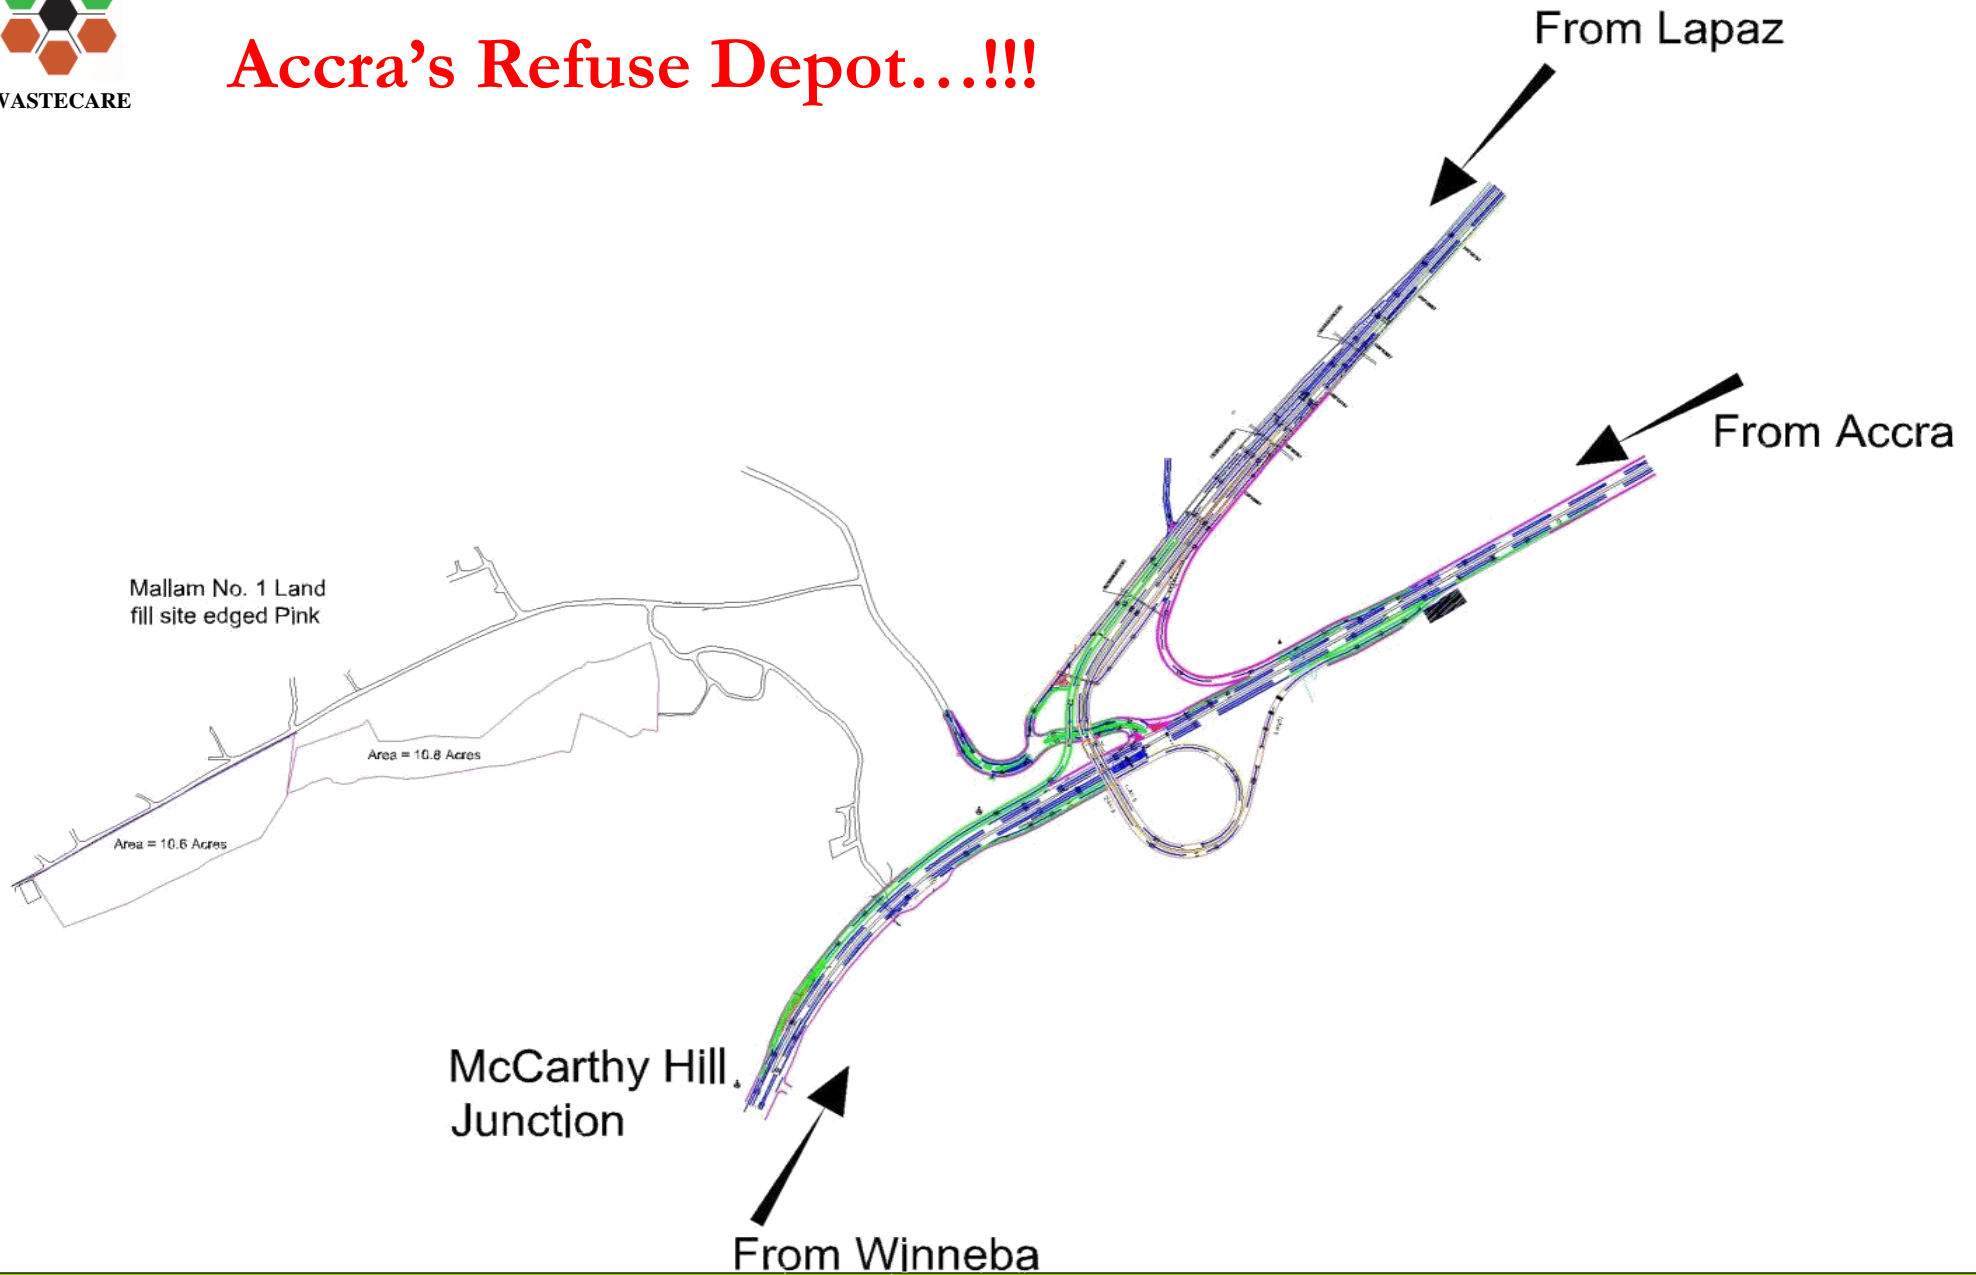 WASTECARE
Accra’s Refuse Depot…!!!
From Lapaz
From Accra
Mallam No. 1 Land
fill site edged Pink
Area = 10.8 Acres
Area = 10.6 Acres
McCarthy Hill
Junction
From Winneba